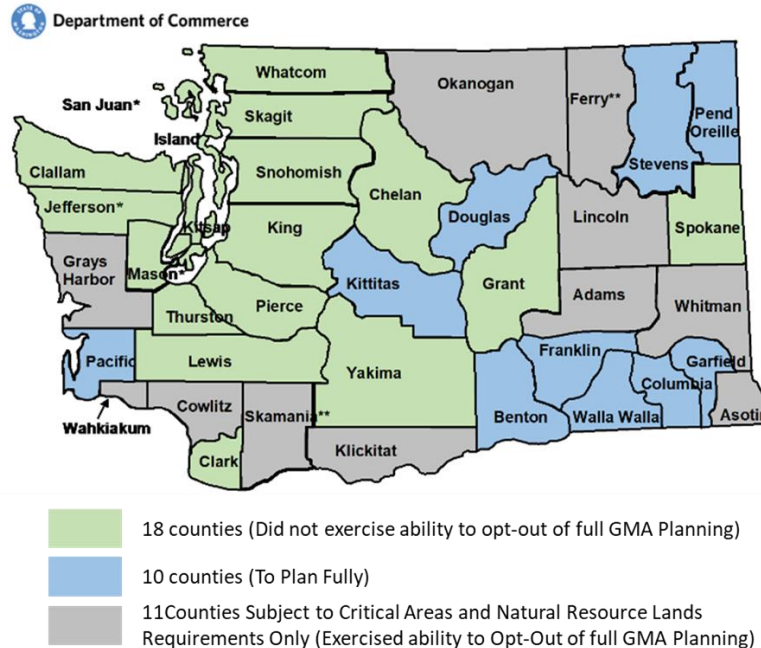 Department of Commerce
Whatcom
Okanogan
Ferry**
Pend
Oreille
San Juan*
Skagit
Island
Stevens
Clallam
Snohomish
Chelan
Jefferson*
Douglas
Lincoln
Spokane
Kitsap
King
Grays
Harbor
Mason*
Kittitas
Grant
Adams
Whitman
Thurston
Pierce
Pacific
Lewis
Yakima
Franklin
Garfield
Columbia
Cowlitz
Skamania**
Benton
Walla Walla
Asotin
Wahkiakum
Klickitat
Clark
18 counties (Did not exercise ability to opt-out of full GMA Planning)
10 counties (To Plan Fully)
11Counties Subject to Critical Areas and Natural Resource Lands
Requirements Only (Exercised ability to Opt-Out of full GMA Planning)